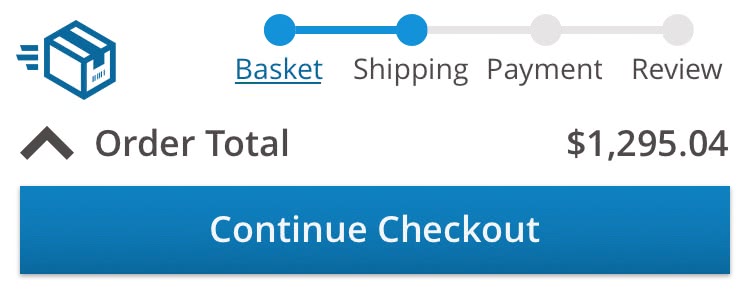 Basket Shipping Payment Review
Order Total $1,295.04
Continue Checkout